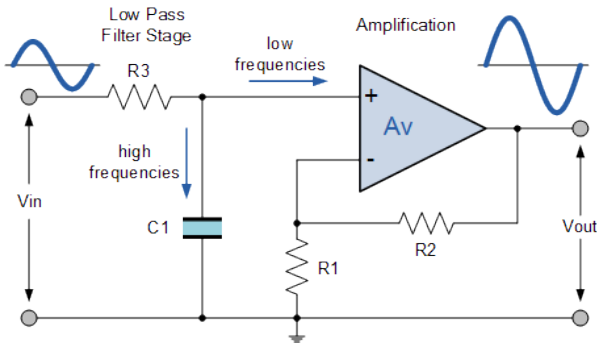 Low Pass
Filter Stage
Amplification
low
frequencies
R3
+
Av
-
high
frequencies
Vin
C1
R2
Vout
R1